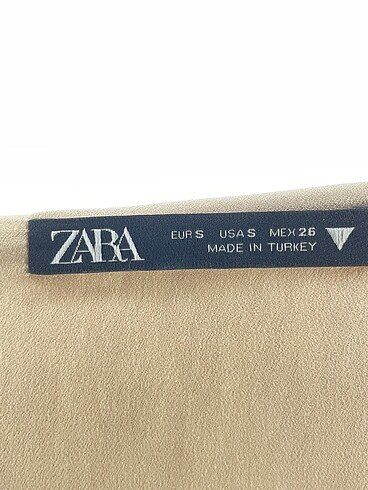 ZARA
EUR S USA S MEX 26
MADE IN TURKEY